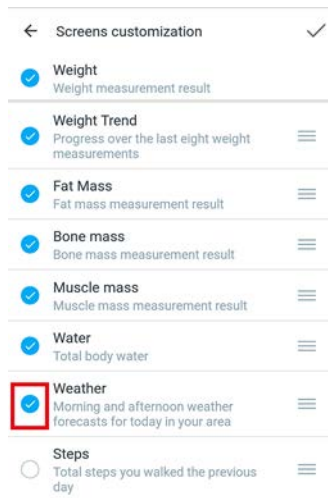 Screens customization
Weight
Weight measurement result
Weight Trend
Progress over the last eight weight
measurements
Fat Mass
Fat mass measurement result
Bone mass
Bone mass measurement result
Muscle mass
Muscle mass measurement result
Water
Total body water
Weather
Morning and afternoon weather
forecasts for today in your area
Steps
Total steps you walked the previous
day